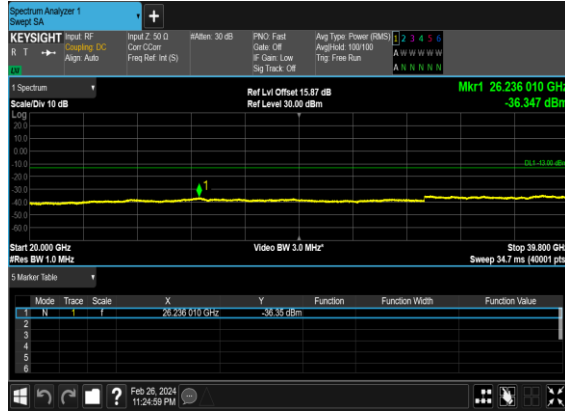 Spectrum Analyzer 1
Swept SA
KEYSIGHT Input: RF Input Z: 50 Ω #Atten: 30 dB PNO: Fast Avg Type: Power (RMS) 1 2 3 4 5 6
R T Coupling: DC Corr CCorr Gate: Off Avg|Hold: 100/100 A W W W W W
Align: Auto Freq Ref: Int (S) IF Gain: Low Trig: Free Run
Sig Track: Off A N N N N N
LXI
1 Spectrum Ref Lvl Offset 15.87 dB Mkr1 26.236 010 GHz
Scale/Div 10 dB Ref Level 30.00 dBm -36.347 dBm
Log
20.0
10.0
0.00
-10.0 DL1 -13.00 dBm
-20.0
-30.0 1
-40.0
-50.0
-60.0
Start 20.000 GHz Video BW 3.0 MHz* Stop 39.800 GHz
#Res BW 1.0 MHz Sweep 34.7 ms (40001 pts)
5 Marker Table
Mode Trace Scale X Y Function Function Width Function Value
1 N 1 f 26.236 010 GHz -36.35 dBm
2
3
4
5
6
? Feb 26, 2024
11:24:59 PM